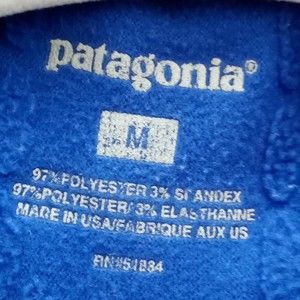 patagonia®
M
97% POLYESTER 3% SPANDEX
97% POLYESTER/ 3% ELASTHANNE
MADE IN USA/FABRIQUE AUX US
RN#51884